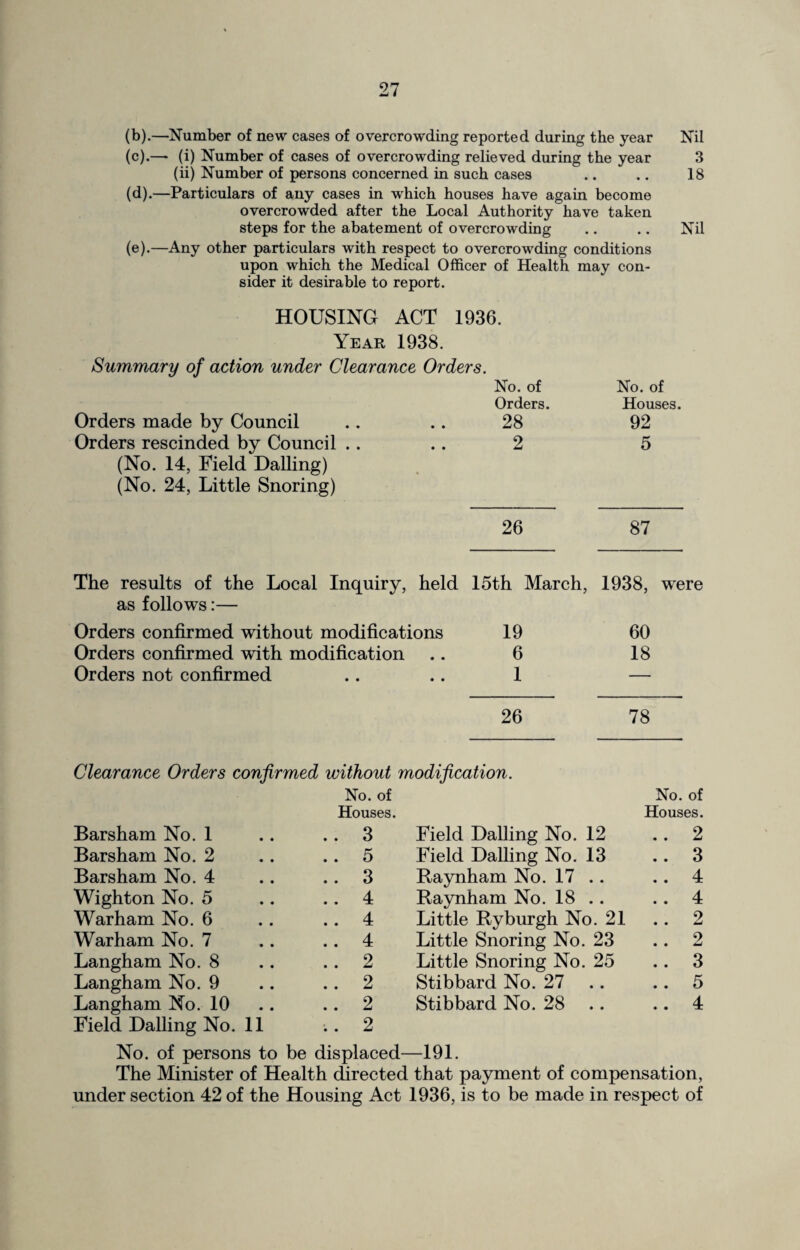 27
(b).—Number of new cases of overcrowding reported during the year Nil
(c).— (i) Number of cases of overcrowding relieved during the year 3
(ii) Number of persons concerned in such cases .. .. 18
(d).—Particulars of any cases in which houses have again become
overcrowded after the Local Authority have taken
steps for the abatement of overcrowding .. .. Nil
(e).—Any other particulars with respect to overcrowding conditions
upon which the Medical Officer of Health may con-
sider it desirable to report.
HOUSING ACT 1936.
Year 1938.
Summary of action under Clearance Orders.
No. of No. of
Orders. Houses.
Orders made by Council .. .. 28 92
Orders rescinded by Council .. .. 2 5
(No. 14, Field Dalling)
(No. 24, Little Snoring)
26 87
The results of the Local Inquiry, held 15th March, 1938, were
as follows:—
Orders confirmed without modifications 19 60
Orders confirmed with modification .. 6 18
Orders not confirmed .. .. 1 —
26 78
Clearance Orders confirmed without modification.
No. of No. of
Houses. Houses.
Barsham No. 1 .. .. 3 Field Dalling No. 12 .. 2
Barsham No. 2 .. .. 5 Field Dalling No. 13 .. 3
Barsham No. 4 .. .. 3 Raynham No. 17 .. .. 4
Wighton No. 5 .. .. 4 Raynham No. 18 .. .. 4
Warham No. 6 .. .. 4 Little Ryburgh No. 21 .. 2
Warham No. 7 .. .. 4 Little Snoring No. 23 .. 2
Langham No. 8 .. .. 2 Little Snoring No. 25 .. 3
Langham No. 9 .. .. 2 Stibbard No. 27 .. .. 5
Langham No. 10 .. .. 2 Stibbard No. 28 .. .. 4
Field Dalling No. 11 .. 2
No. of persons to be displaced—191.
The Minister of Health directed that payment of compensation,
under section 42 of the Housing Act 1936, is to be made in respect of